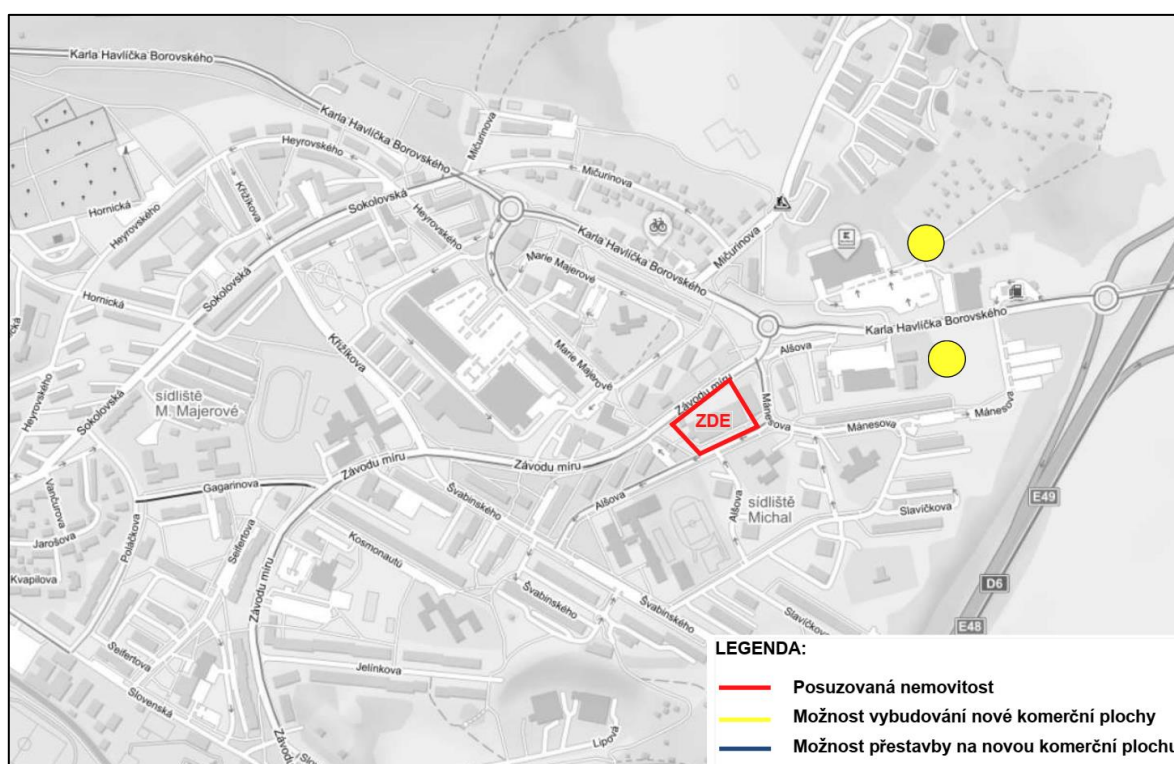 Karla Havlíčka Borovského
Karla Havlíčka Borovského
Mičurinova
Heyrovského
Mičurinova
Křižíkova
Sokolovská
Heyrovského
Hornická
Heyrovského
Karla Havlíčka Borovského
Mičurinova
Marie Majerové
Sokolovská
Hornická
Karla Havlíčka Borovského
Křižíkova
Alšova
Marie Majerové
Heyrovského
sídliště
M. Majerové
Sokolovská
Závodu míru
ZDE
Mánesova
Mánesova
Mánesova
Závodu míru
Závodu míru
Gagarinova
Švabinského
Alšova
Alšova
sídliště
Michal
Slavíčkova
E49
Vančurova
Jarošova
Poláčkova
Seifertova
Kosmonautů
Kvapilova
Závodu míru
Švabinského
Švabinského
Slavíčkova
D6
E48
Seifertova
Jelínkova
Slovenská
Lipová
LEGENDA:
Posuzovaná nemovitost
Možnost vybudování nové komerční plochy
Možnost přestavby na novou komerční plochu